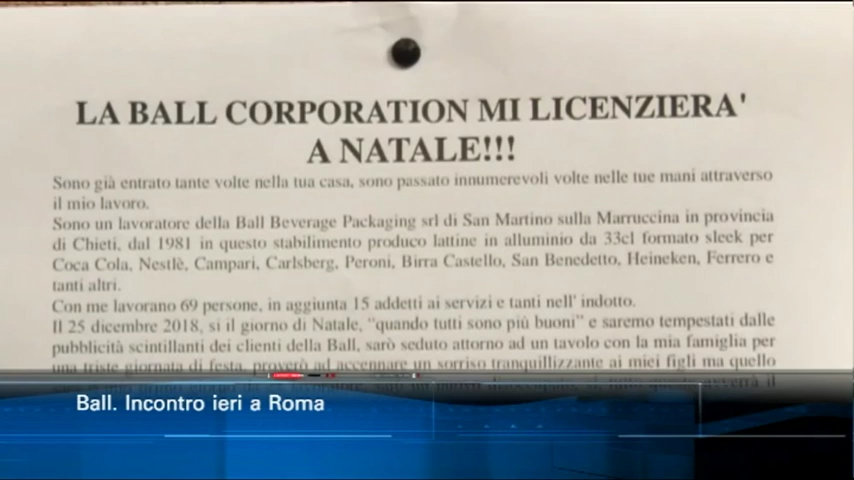 LA BALL CORPORATION MI LICENZIERA'
A NATALE!!!
Sono già entrato tante volte nella tua casa, sono passato innumerevoli volte nelle tue mani attraverso
il mio lavoro.
Sono un lavoratore della Ball Beverage Packaging srl di San Martino sulla Marruccina in provincia
di Chieti, dal 1981 in questo stabilimento produco lattine in alluminio da 33cl formato sleek per
Coca Cola, Nestlè, Campari, Carlsberg, Peroni, Birra Castello, San Benedetto, Heineken, Ferrero e
tanti altri.
Con me lavorano 69 persone, in aggiunta 15 addetti ai servizi e tanti nell' indotto.
Il 25 dicembre 2018, si il giorno di Natale, “quando tutti sono più buoni” e saremo tempestati dalle
pubblicità scintillanti dei clienti della Ball, sarò seduto attorno ad un tavolo con la mia famiglia per
una triste giornata di festa, proverò ad accennare un sorriso tranquillizzante ai miei figli ma quello
Ball. Incontro ieri a Roma